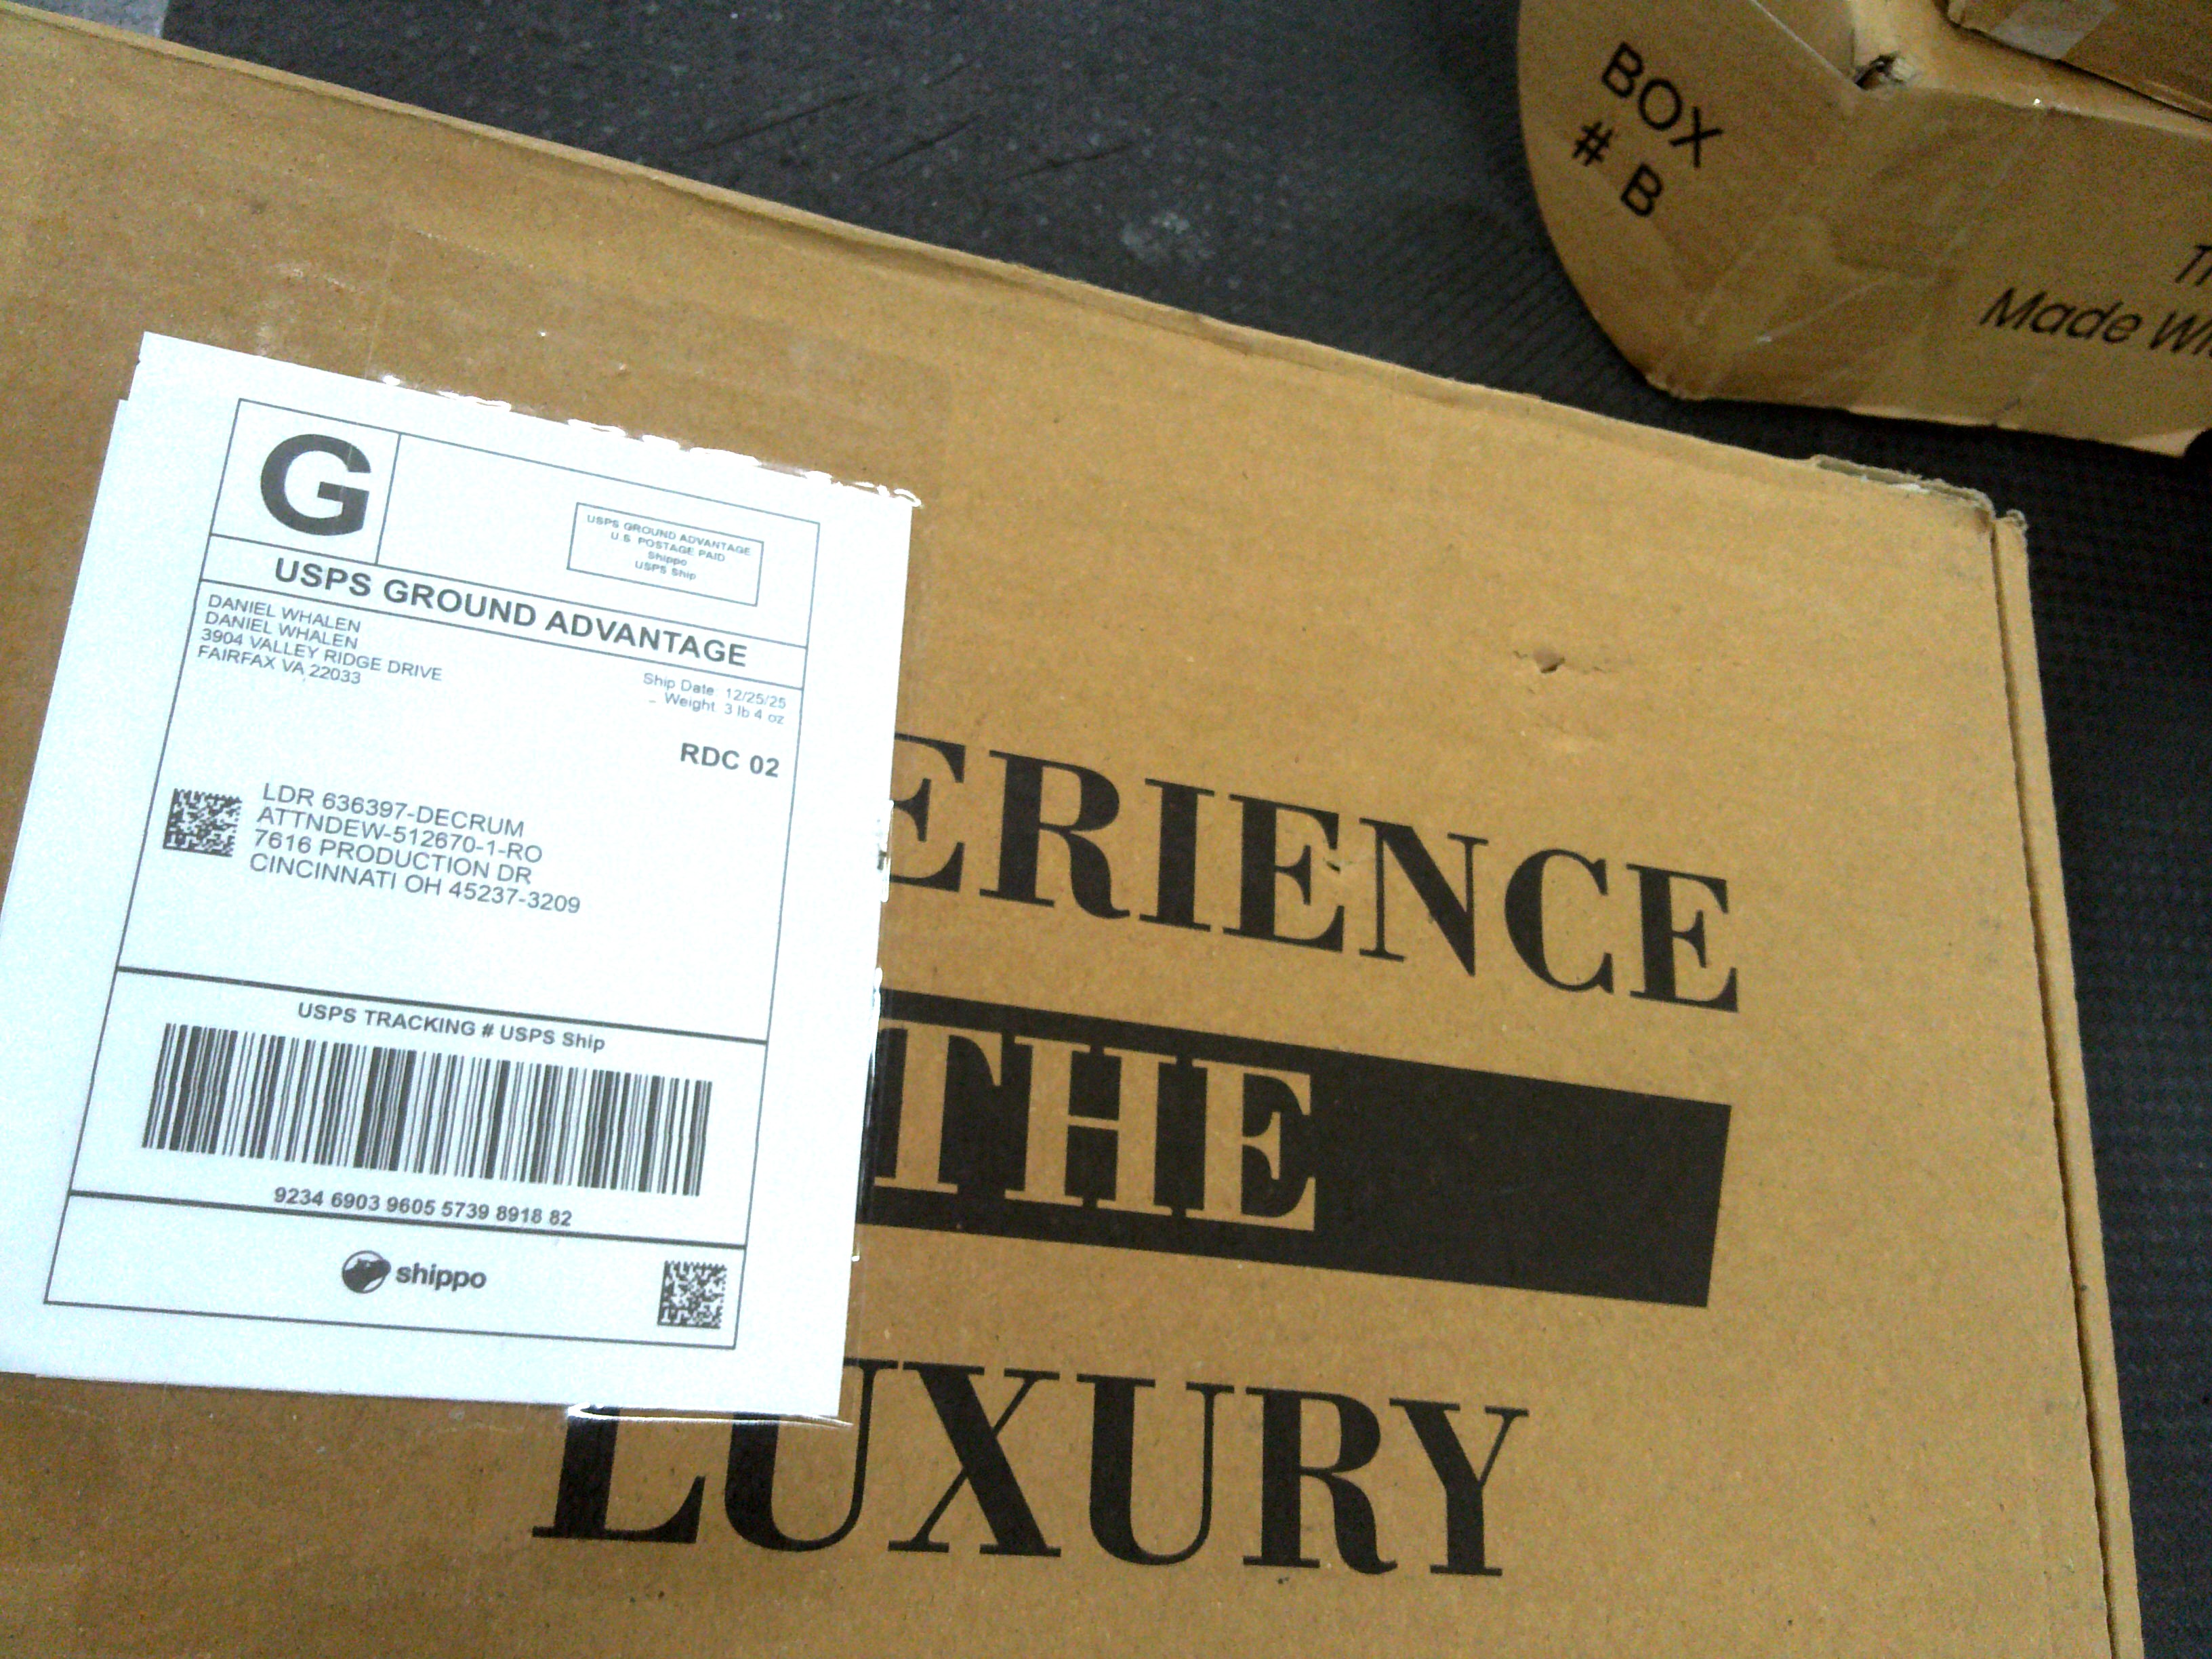 BOX
# B
Made
G
USPS GROUND ADVANTAGE
U.S. POSTAGE PAID
Shippo
USPS Ship
USPS GROUND ADVANTAGE
DANIEL WHALEN
DANIEL WHALEN
3904 VALLEY RIDGE DRIVE
FAIRFAX VA 22033
Ship Date: 12/25/25
Weight: 3 lb 4 oz
RDC 02
LDR 636397-DECRUM
ATTNDEW-512670-1-RO
7616 PRODUCTION DR
CINCINNATI OH 45237-3209
USPS TRACKING # USPS Ship
9234 6903 9605 5739 8918 82
shippo
ERIENCE
THE
LUXURY